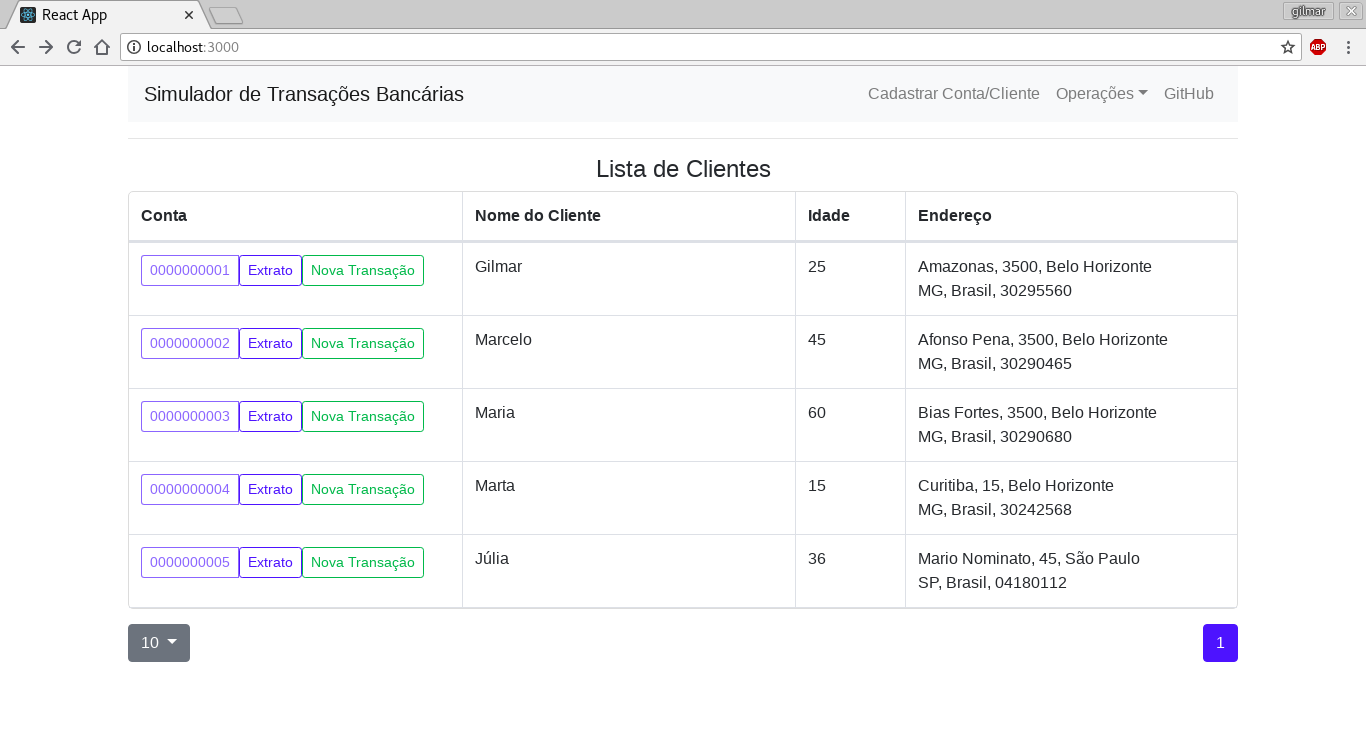 React App
gilmar
localhost:3000
ABP
Simulador de Transações Bancárias
Cadastrar Conta/Cliente Operações GitHub
Lista de Clientes
Conta Nome do Cliente Idade Endereço
0000000001 Extrato Nova Transação Gilmar 25 Amazonas, 3500, Belo Horizonte
MG, Brasil, 30295560
0000000002 Extrato Nova Transação Marcelo 45 Afonso Pena, 3500, Belo Horizonte
MG, Brasil, 30290465
0000000003 Extrato Nova Transação Maria 60 Bias Fortes, 3500, Belo Horizonte
MG, Brasil, 30290680
0000000004 Extrato Nova Transação Marta 15 Curitiba, 15, Belo Horizonte
MG, Brasil, 30242568
0000000005 Extrato Nova Transação Júlia 36 Mario Nominato, 45, São Paulo
SP, Brasil, 04180112
10 1